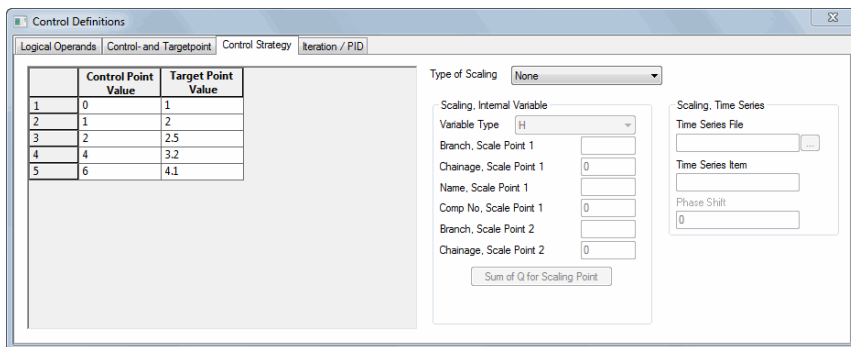 Control Definitions
Logical Operands Control- and Targetpoint Control Strategy Iteration / PID
Control Point Value Target Point Value
1 0 1
2 1 2
3 2 2.5
4 4 3.2
5 6 4.1
Type of Scaling None
Scaling, Internal Variable
Variable Type H
Branch, Scale Point 1
Chainage, Scale Point 1 0
Name, Scale Point 1
Comp No, Scale Point 1 0
Branch, Scale Point 2
Chainage, Scale Point 2 0
Sum of Q for Scaling Point
Scaling, Time Series
Time Series File
...
Time Series Item
Phase Shift
0